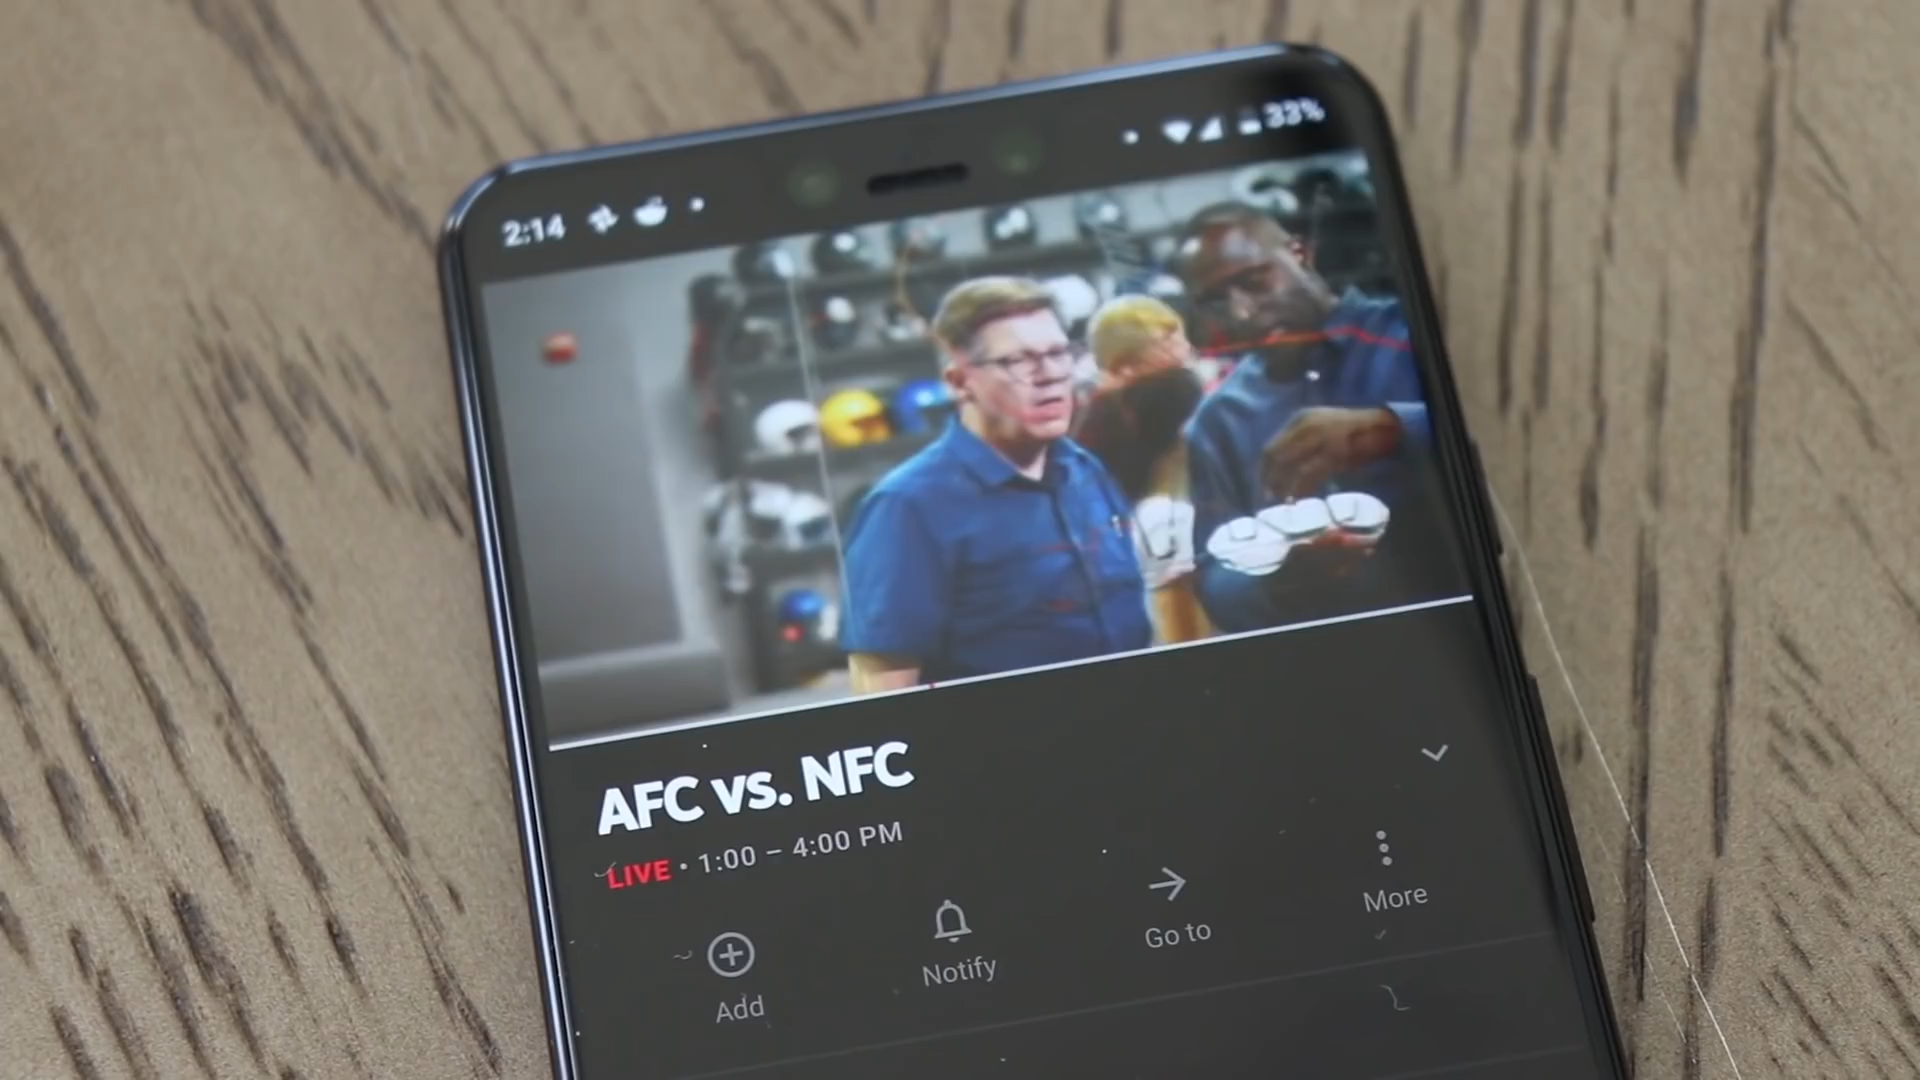 2:14
33%
AFC vs. NFC
LIVE • 1:00 – 4:00 PM
Add
Notify
Go to
More